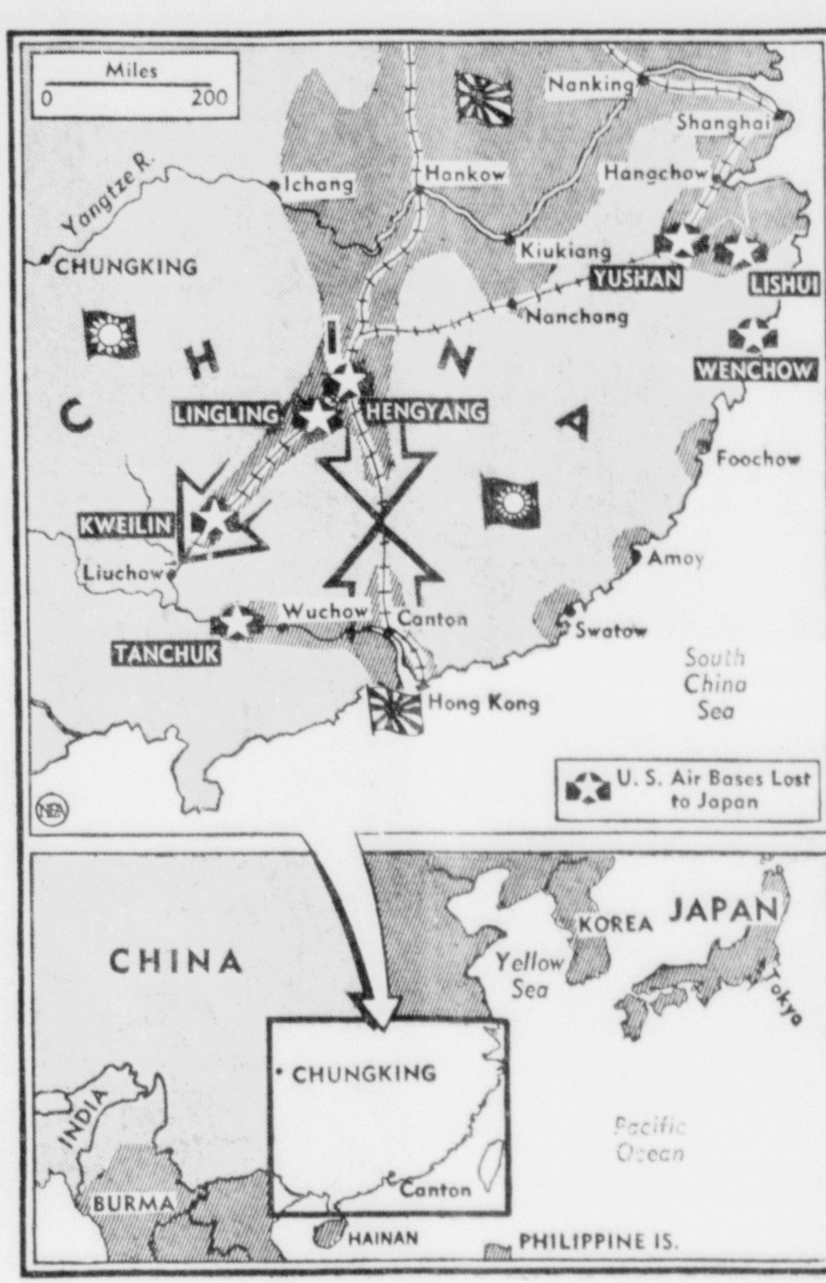 Miles
0 200
Nanking
Shanghai
Yangtze R.
Ichang
Hankow
Hangchow
CHUNGKING
Kiukiang
YUSHAN
LISHUI
Nanchang
C H I N A
WENCHOW
LINGLING
HENGYANG
Foochow
KWEILIN
Liuchow
Amoy
Wuchow
Canton
Swatow
TANCHUK
South
China
Sea
Hong Kong
U. S. Air Bases Lost
to Japan
NEA
CHINA
KOREA
JAPAN
Yellow
Sea
Tokyo
CHUNGKING
INDIA
Pacific
Ocean
BURMA
Canton
HAINAN
PHILIPPINE IS.